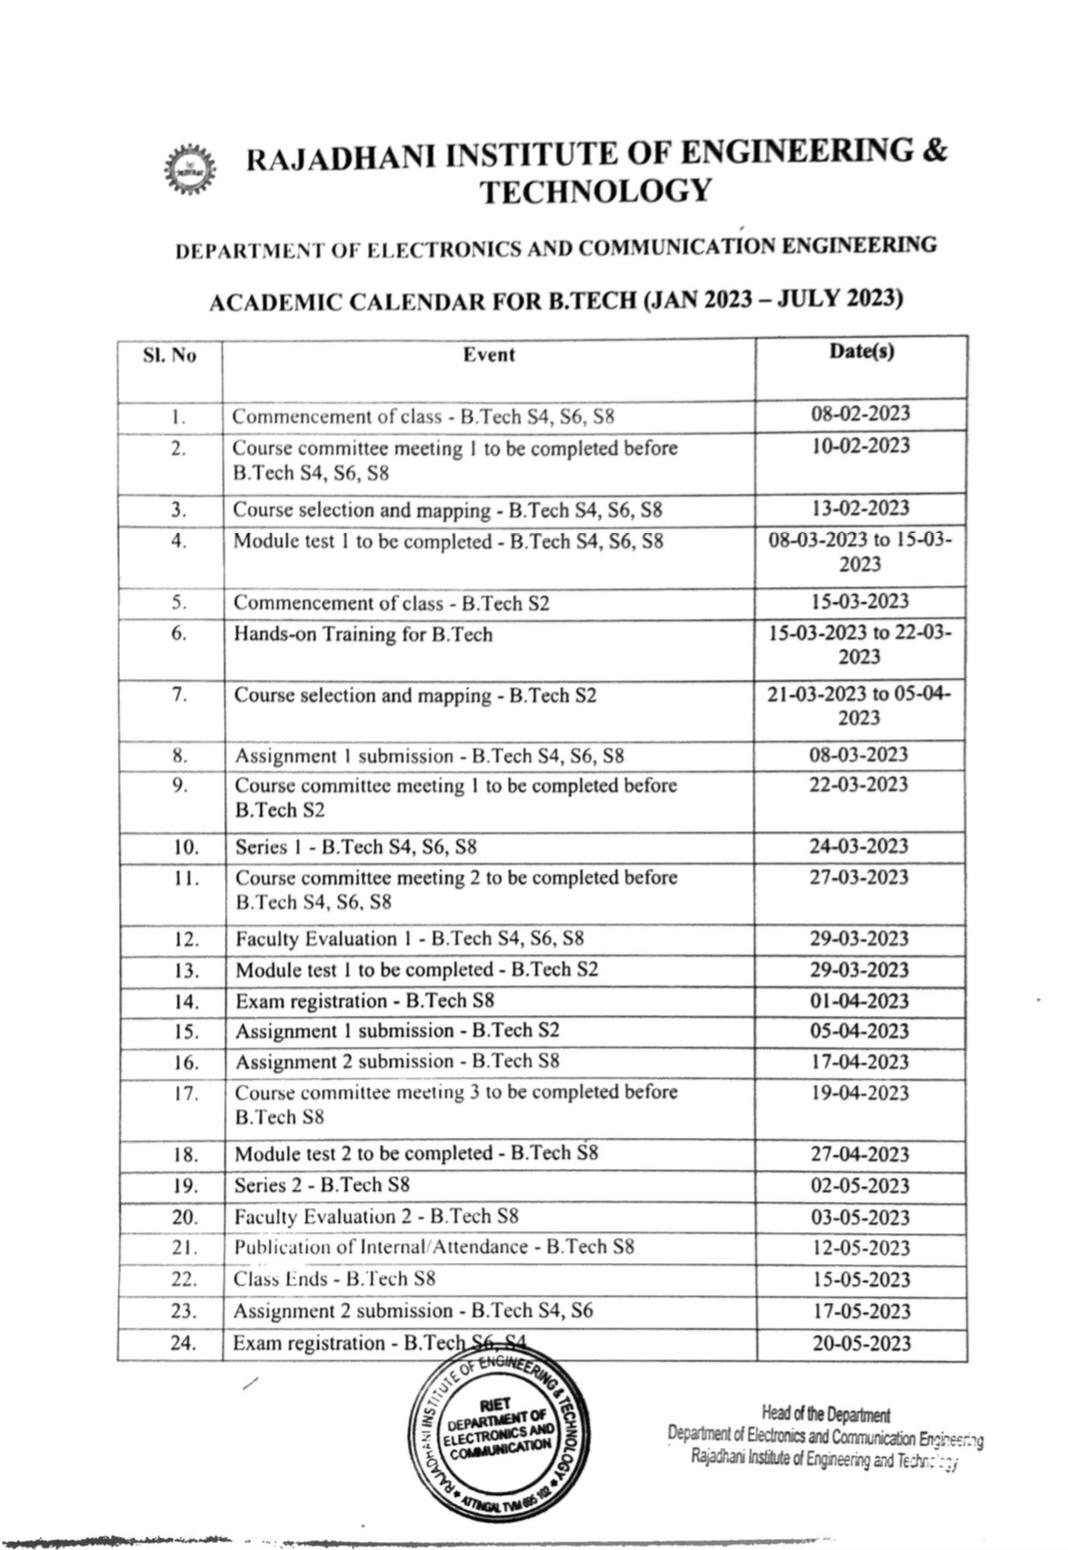 RAJADHANI INSTITUTE OF ENGINEERING &
TECHNOLOGY
DEPARTMENT OF ELECTRONICS AND COMMUNICATION ENGINEERING
ACADEMIC CALENDAR FOR B.TECH (JAN 2023 – JULY 2023)
Sl. No Event Date(s)
1. Commencement of class - B.Tech S4, S6, S8 08-02-2023
2. Course committee meeting 1 to be completed before 10-02-2023
B.Tech S4, S6, S8
3. Course selection and mapping - B.Tech S4, S6, S8 13-02-2023
4. Module test 1 to be completed - B.Tech S4, S6, S8 08-03-2023 to 15-03-
2023
5. Commencement of class - B.Tech S2 15-03-2023
6. Hands-on Training for B.Tech 15-03-2023 to 22-03-
2023
7. Course selection and mapping - B.Tech S2 21-03-2023 to 05-04-
2023
8. Assignment 1 submission - B.Tech S4, S6, S8 08-03-2023
9. Course committee meeting 1 to be completed before 22-03-2023
B.Tech S2
10. Series 1 - B.Tech S4, S6, S8 24-03-2023
11. Course committee meeting 2 to be completed before 27-03-2023
B.Tech S4, S6, S8
12. Faculty Evaluation 1 - B.Tech S4, S6, S8 29-03-2023
13. Module test 1 to be completed - B.Tech S2 29-03-2023
14. Exam registration - B.Tech S8 01-04-2023
15. Assignment 1 submission - B.Tech S2 05-04-2023
16. Assignment 2 submission - B.Tech S8 17-04-2023
17. Course committee meeting 3 to be completed before 19-04-2023
B.Tech S8
18. Module test 2 to be completed - B.Tech S8 27-04-2023
19. Series 2 - B.Tech S8 02-05-2023
20. Faculty Evaluation 2 - B.Tech S8 03-05-2023
21. Publication of Internal/Attendance - B.Tech S8 12-05-2023
22. Class Ends - B.Tech S8 15-05-2023
23. Assignment 2 submission - B.Tech S4, S6 17-05-2023
24. Exam registration - B.Tech S6, S4 20-05-2023
RAJADHANI INSTITUTE OF ENGINEERING & TECHNOLOGY
RIET
DEPARTMENT OF
ELECTRONICS AND
COMMUNICATION
ATTINGAL TVM 695 102
Head of the Department
Department of Electronics and Communication Engineering
Rajadhani Institute of Engineering and Technology